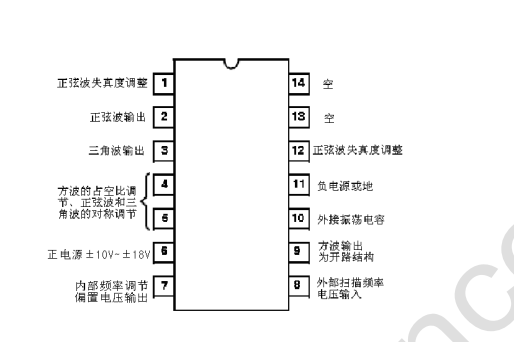 正弦波失真度调整 1
正弦波输出 2
三角波输出 3
方波的占空比调
节、正弦波和三
角波的对称调节
4
5
正电源±10V-±18V 6
内部频率调节
偏置电压输出
7
14 空
13 空
12 正弦波失真度调整
11 负电源或地
10 外接振荡电容
9 方波输出
为开路结构
8 外部扫描频率
电压输入